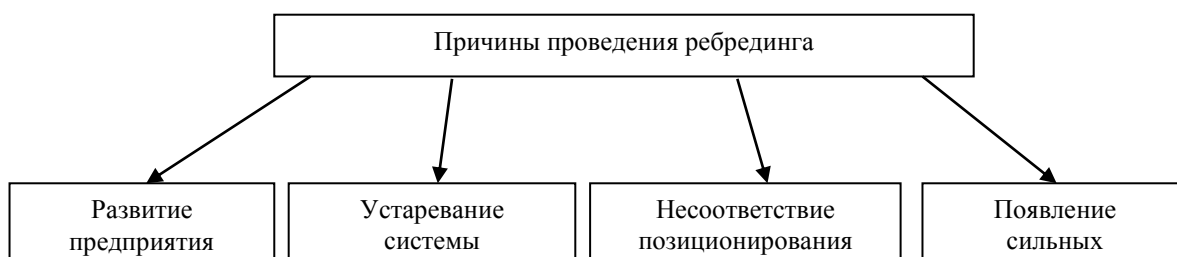 Причины проведения ребрединга
Развитие
предприятия
Устаревание
системы
Несоответствие
позиционирования
Появление
сильных